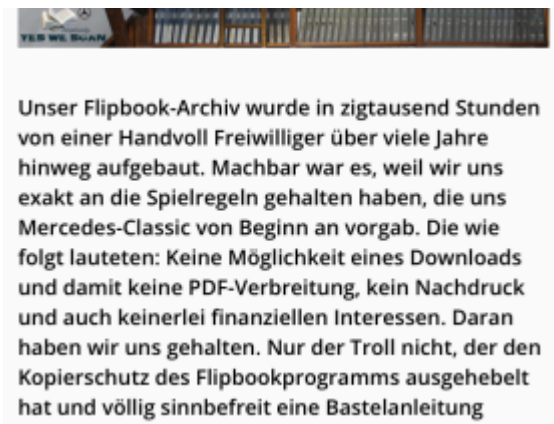 YES WE SCAN
Unser Flipbook-Archiv wurde in zigtausend Stunden
von einer Handvoll Freiwilliger über viele Jahre
hinweg aufgebaut. Machbar war es, weil wir uns
exakt an die Spielregeln gehalten haben, die uns
Mercedes-Classic von Beginn an vorgab. Die wie
folgt lauteten: Keine Möglichkeit eines Downloads
und damit keine PDF-Verbreitung, kein Nachdruck
und auch keinerlei finanziellen Interessen. Daran
haben wir uns gehalten. Nur der Troll nicht, der den
Kopierschutz des Flipbookprogramms ausgehebelt
hat und völlig sinnbefreit eine Bastelanleitung